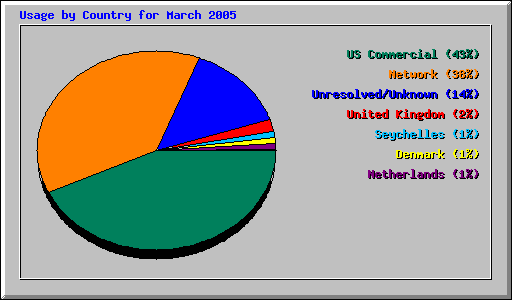 Usage by Country for March 2005
US Commercial (43%)
Network (38%)
Unresolved/Unknown (14%)
United Kingdom (2%)
Seychelles (1%)
Denmark (1%)
Netherlands (1%)